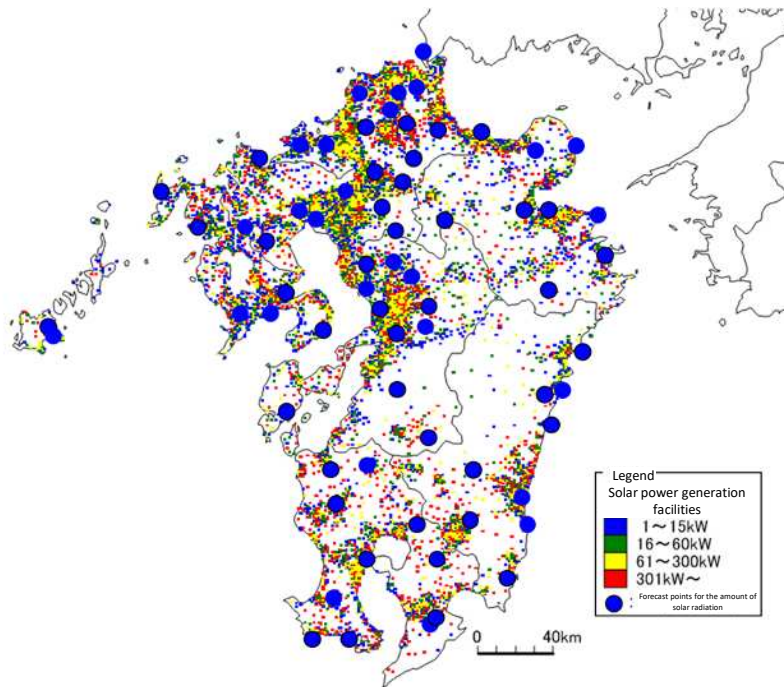 Legend
Solar power generation
facilities
1～15kW
16～60kW
61～300kW
301kW～
: Forecast points for the amount of
solar radiation
0 40km